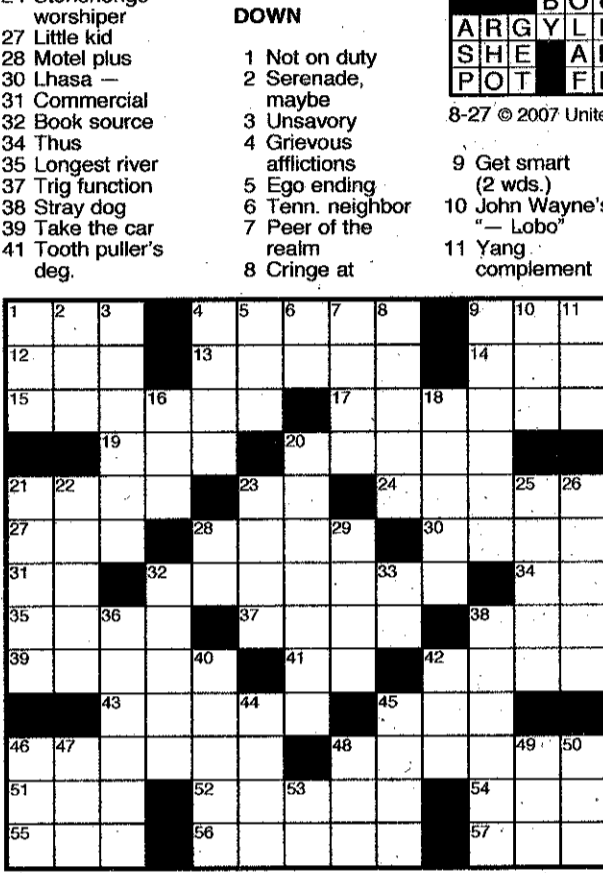 worshiper
27 Little kid
28 Motel plus
30 Lhasa —
31 Commercial
32 Book source
34 Thus
35 Longest river
37 Trig function
38 Stray dog
39 Take the car
41 Tooth puller's
deg.
DOWN
1 Not on duty
2 Serenade,
maybe
3 Unsavory
4 Grievous
afflictions
5 Ego ending
6 Tenn. neighbor
7 Peer of the
realm
8 Cringe at
A R G Y L
S H E A
P O T F
8-27 © 2007 Unite
9 Get smart
(2 wds.)
10 John Wayne's
"— Lobo"
11 Yang
complement
1 2 3 4 5 6 7 8 9 10 11
12 13 14
15 16 17 18
19 20
21 22 23 24 25 26
27 28 29 30
31 32 33 34
35 36 37 38
39 40 41 42
43 44 45
46 47 48 49 50
51 52 53 54
55 56 57